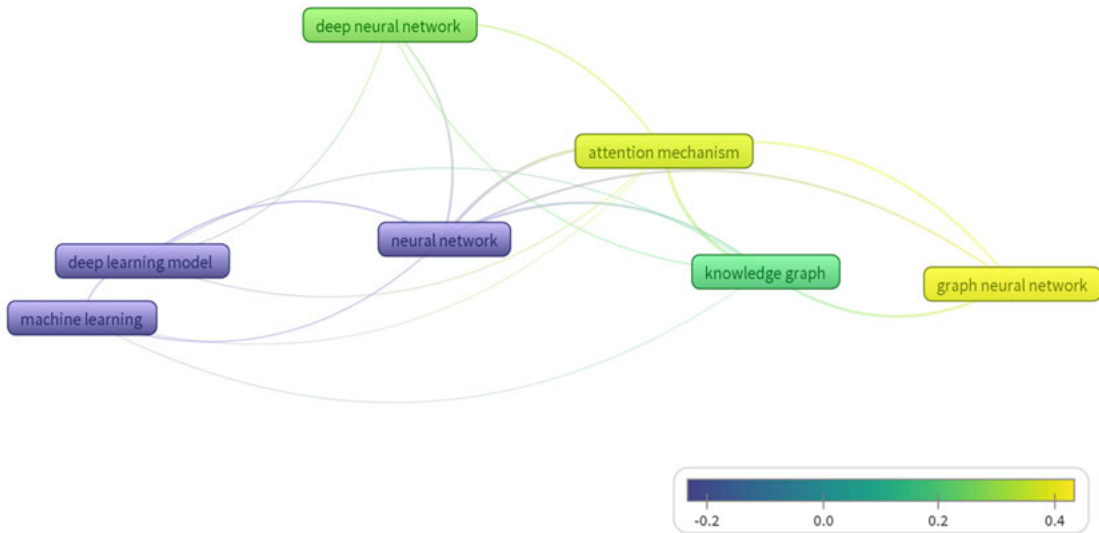 deep neural network
attention mechanism
neural network
deep learning model
knowledge graph
graph neural network
machine learning
-0.2 0.0 0.2 0.4